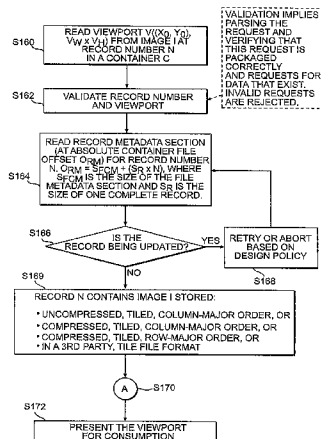 VALIDATION IMPLIES
PARSING THE
REQUEST AND
VERIFYING THAT
THIS REQUEST IS
PACKAGED
CORRECTLY
AND REQUESTS FOR
DATA THAT EXIST.
INVALID REQUESTS
ARE REJECTED.
S160
READ VIEWPORT V((X0, Y0),
VW x VH) FROM IMAGE I AT
RECORD NUMBER N
IN A CONTAINER C
S162
VALIDATE RECORD NUMBER
AND VIEWPORT
S164
READ RECORD METADATA SECTION
(AT ABSOLUTE CONTAINER FILE
OFFSET ORM) FOR RECORD NUMBER
N. ORM = SFCM + (SR x N), WHERE
SFCM IS THE SIZE OF THE FILE
METADATA SECTION AND SR IS THE
SIZE OF ONE COMPLETE RECORD.
S166
IS THE
RECORD BEING UPDATED?
YES
RETRY OR ABORT
BASED ON
DESIGN POLICY
S168
NO
S169
RECORD N CONTAINS IMAGE I STORED:
• UNCOMPRESSED, TILED, COLUMN-MAJOR ORDER, OR
• COMPRESSED, TILED, COLUMN-MAJOR ORDER, OR
• COMPRESSED, TILED, ROW-MAJOR ORDER, OR
• IN A 3RD PARTY, TILE FILE FORMAT
A
S170
S172
PRESENT THE VIEWPORT
FOR CONSUMPTION